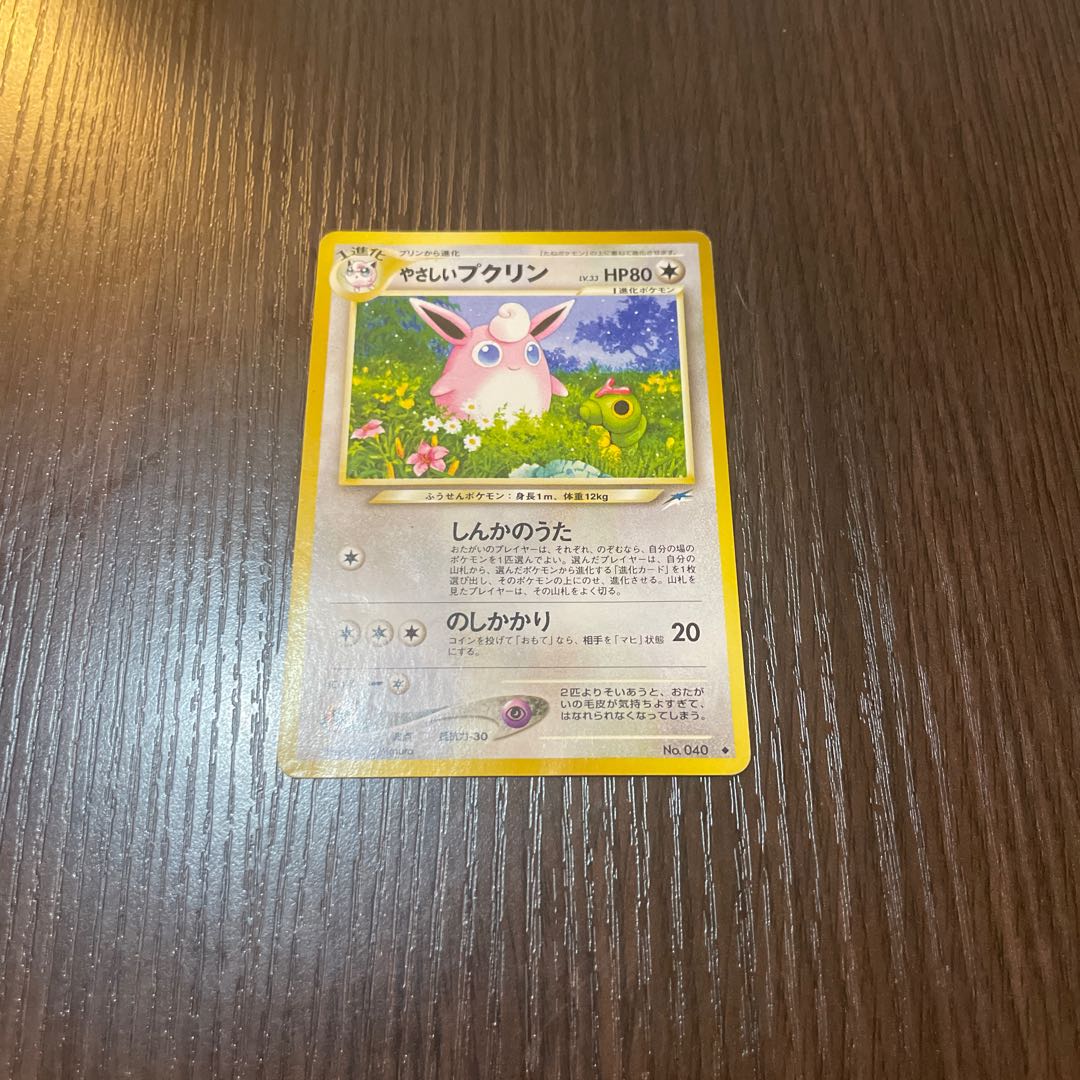 1進化
プリンから進化
「たねポケモン」の上に重ねて進化させます。
やさしいプクリン LV.33 HP80
1進化ポケモン
ふうせんポケモン：身長1m、体重12kg
しんかのうた
おたがいのプレイヤーは、それぞれ、のぞむなら、自分の場の
ポケモンを1匹選んでよい。選んだプレイヤーは、自分の
山札から、選んだポケモンから進化する「進化カード」を1枚
選び出し、そのポケモンの上にのせ、進化させる。山札を
見たプレイヤーは、その山札をよく切る。
のしかかり 20
コインを投げて「おもて」なら、相手を「マヒ」状態
にする。
抵抗力-30
2匹よりそいあうと、おたが
いの毛皮が気持ちよすぎて、
はなれられなくなってしまう。
No. 040